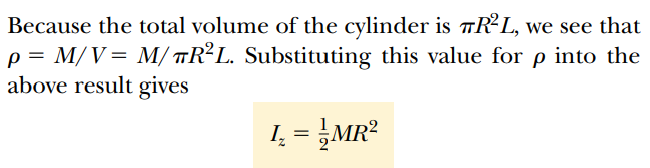 Because the total volume of the cylinder is πR²L, we see that
ρ = M/V = M/πR²L. Substituting this value for ρ into the
above result gives
I_z = ½MR²